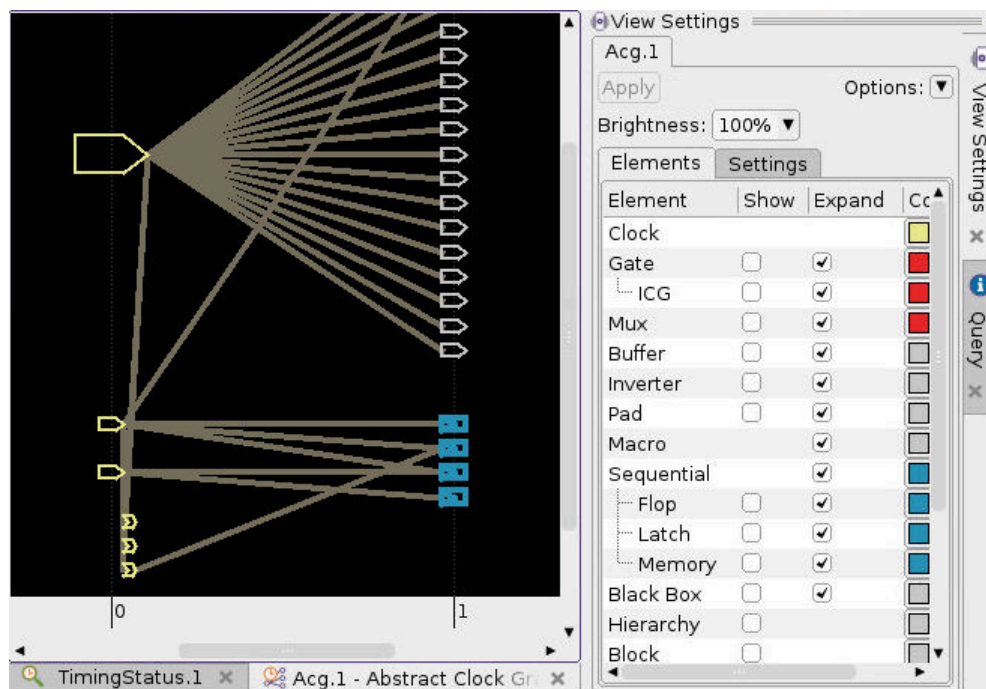 View Settings
Acg.1
Apply
Options:
Brightness: 100%
Elements Settings
Element Show Expand
Clock
Gate
ICG
Mux
Buffer
Inverter
Pad
Macro
Sequential
Flop
Latch
Memory
Black Box
Hierarchy
Block
View Settings
Query
0 1
TimingStatus.1
Acg.1 - Abstract Clock